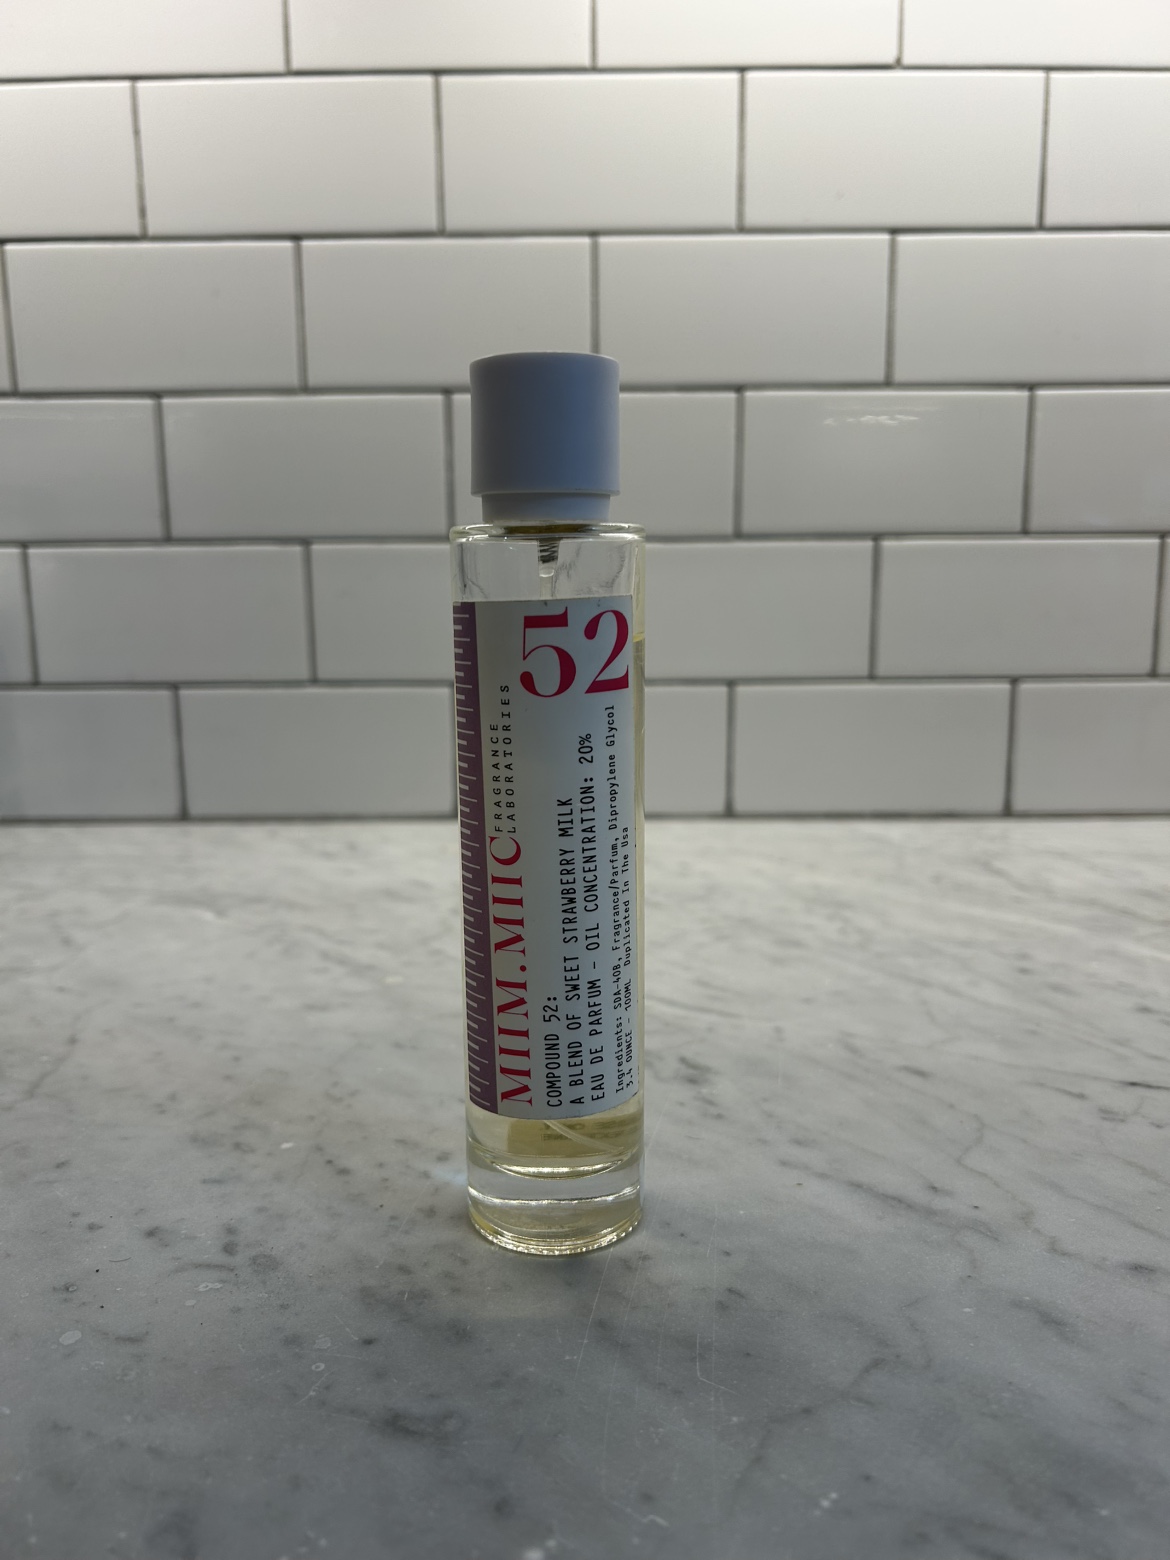 52
MIIM.MIIC
FRAGRANCE
LABORATORIES
COMPOUND 52:
A BLEND OF SWEET STRAWBERRY MILK
EAU DE PARFUM – OIL CONCENTRATION: 20%
Ingredients: SDA-40B, Fragrance/Parfum, Dipropylene Glycol
3.4 OUNCE - 100ML Duplicated In The Usa